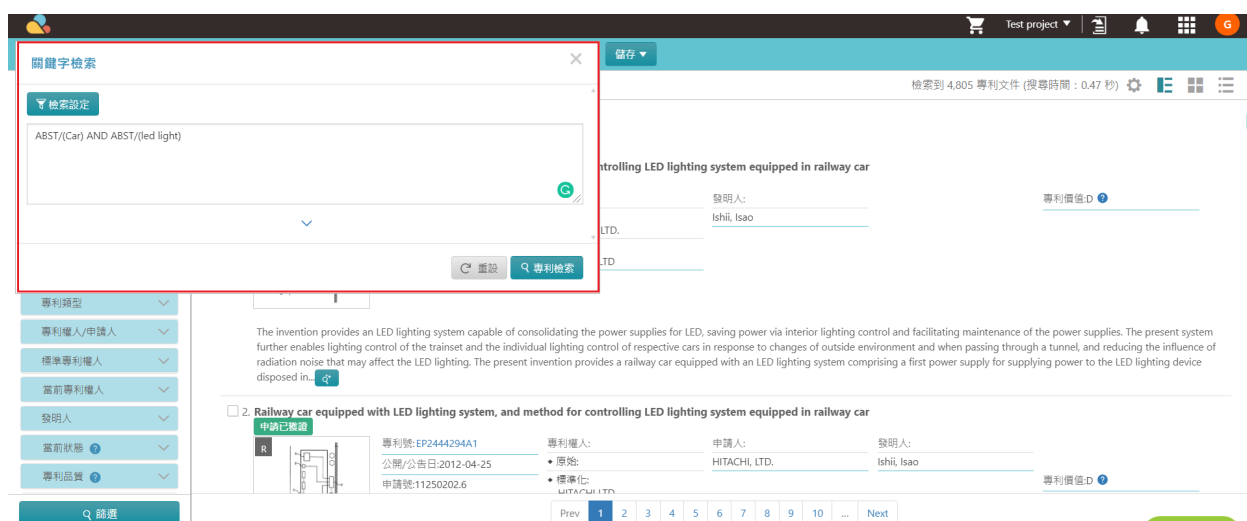 Test project ▼
G
關鍵字檢索
儲存 ▼
檢索到 4,805 專利文件 (搜尋時間：0.47 秒)
檢索設定
ABST/(Car) AND ABST/(led light)
重設
專利檢索
ntrolling LED lighting system equipped in railway car
發明人:
專利價值:D
Ishii, Isao
LTD.
LTD
專利類型
專利權人/申請人
標準專利權人
當前專利權人
發明人
當前狀態
專利品質
篩選
The invention provides an LED lighting system capable of consolidating the power supplies for LED, saving power via interior lighting control and facilitating maintenance of the power supplies. The present system
further enables lighting control of the trainset and the individual lighting control of respective cars in response to changes of outside environment and when passing through a tunnel, and reducing the influence of
radiation noise that may affect the LED lighting. The present invention provides a railway car equipped with an LED lighting system comprising a first power supply for supplying power to the LED lighting device
disposed in...
2. Railway car equipped with LED lighting system, and method for controlling LED lighting system equipped in railway car
申請已獲證
R
專利號:EP2444294A1
專利權人:
申請人:
發明人:
公開/公告日:2012-04-25
• 原始:
HITACHI, LTD.
Ishii, Isao
申請號:11250202.6
• 標準化:
專利價值:D
HITACHI LTD
Prev 1 2 3 4 5 6 7 8 9 10 ... Next